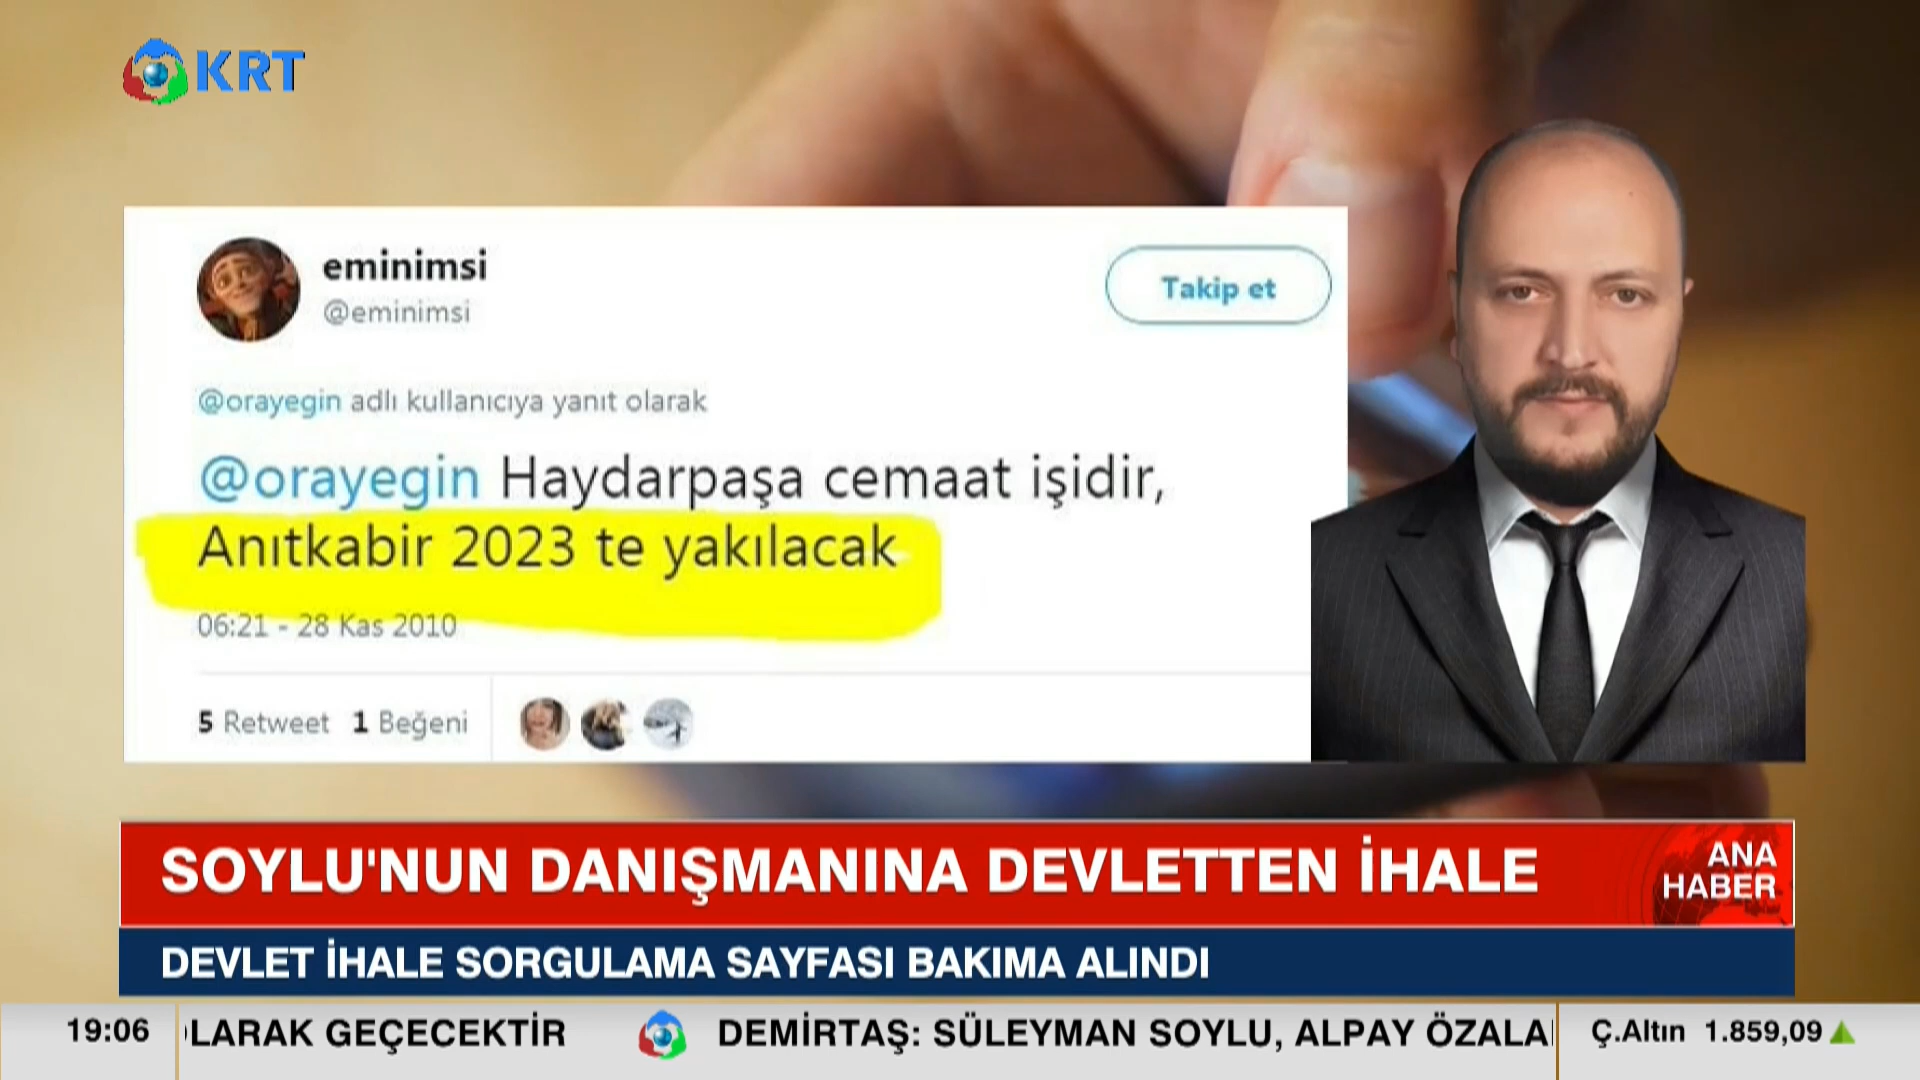 KRT
eminimsi
@eminimsi
Takip et
@orayegin adlı kullanıcıya yanıt olarak
@orayegin Haydarpaşa cemaat işidir,
Anıtkabir 2023 te yakılacak
06:21 - 28 Kas 2010
5 Retweet 1 Beğeni
SOYLU'NUN DANIŞMANINA DEVLETTEN İHALE
ANA
HABER
DEVLET İHALE SORGULAMA SAYFASI BAKIMA ALINDI
19:06
LARAK GEÇECEKTİR
DEMİRTAŞ: SÜLEYMAN SOYLU, ALPAY ÖZALA
Ç.Altın 1.859,09